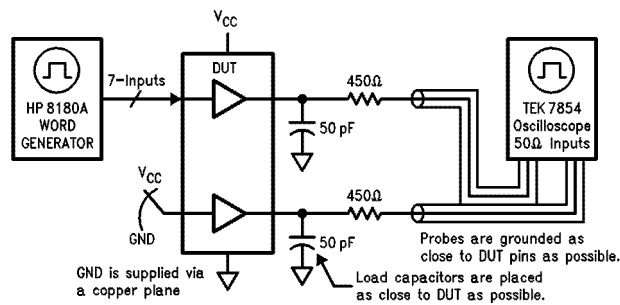 HP 8180A
WORD
GENERATOR
7-Inputs
VCC
DUT
450Ω
50 pF
TEK 7854
Oscilloscope
50Ω Inputs
VCC
GND
450Ω
50 pF
Probes are grounded as
close to DUT pins as possible.
GND is supplied via
a copper plane
Load capacitors are placed
as close to DUT as possible.